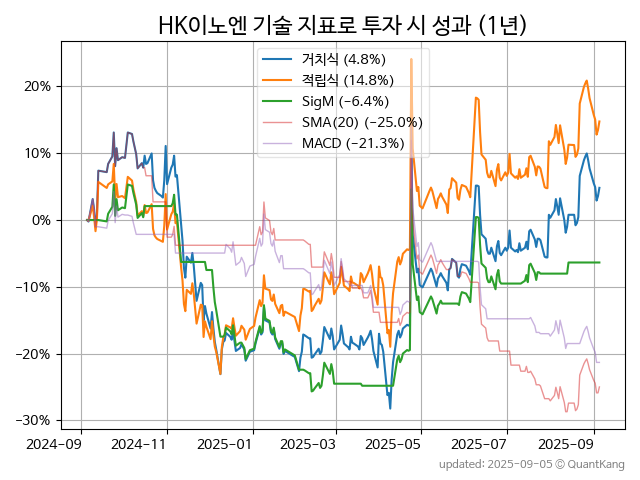 HK이노엔 기술 지표로 투자 시 성과 (1년)
거치식 (4.8%)
적립식 (14.8%)
SigM (−6.4%)
SMA(20) (−25.0%)
MACD (−21.3%)
20%
10%
0%
−10%
−20%
−30%
2024-09 2024-11 2025-01 2025-03 2025-05 2025-07 2025-09
updated: 2025-09-05 © QuantKang